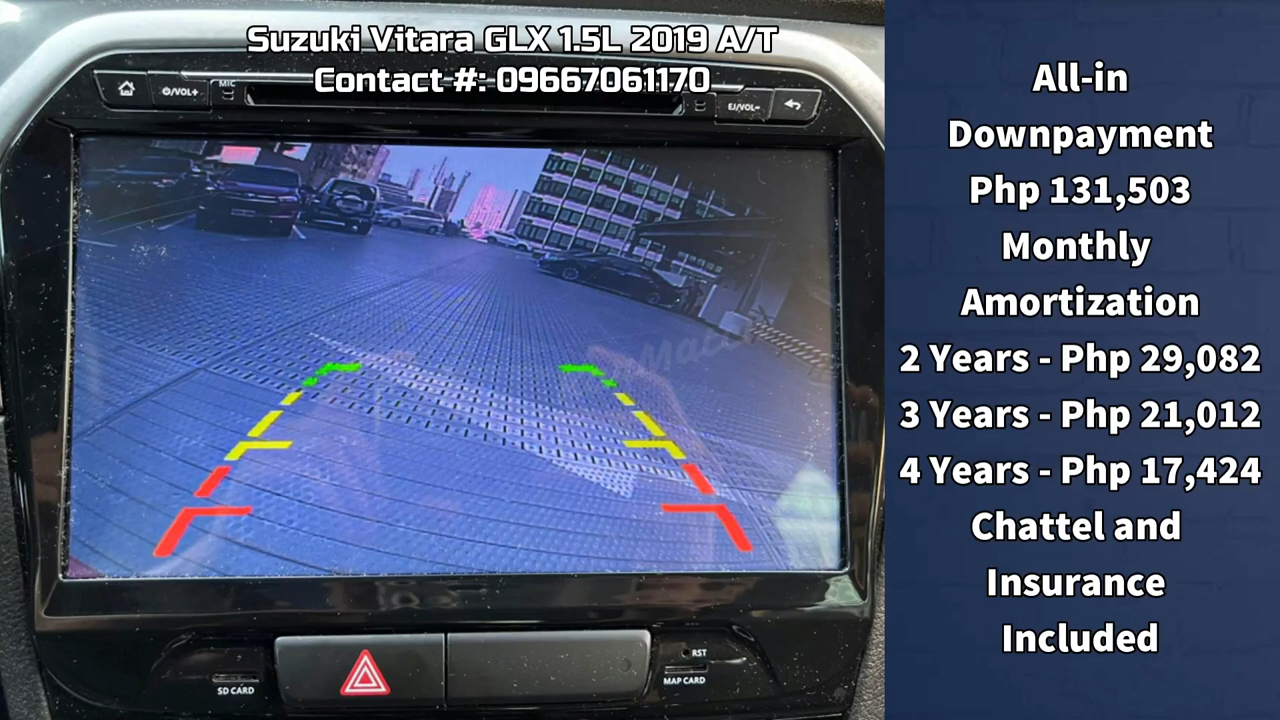 Suzuki Vitara GLX 1.5L 2019 A/T
Contact #: 09667061170
MIC
⏻/VOL+
EJ/VOL-
SD CARD
RST
MAP CARD
All-in
Downpayment
Php 131,503
Monthly
Amortization
2 Years - Php 29,082
3 Years - Php 21,012
4 Years - Php 17,424
Chattel and
Insurance
Included